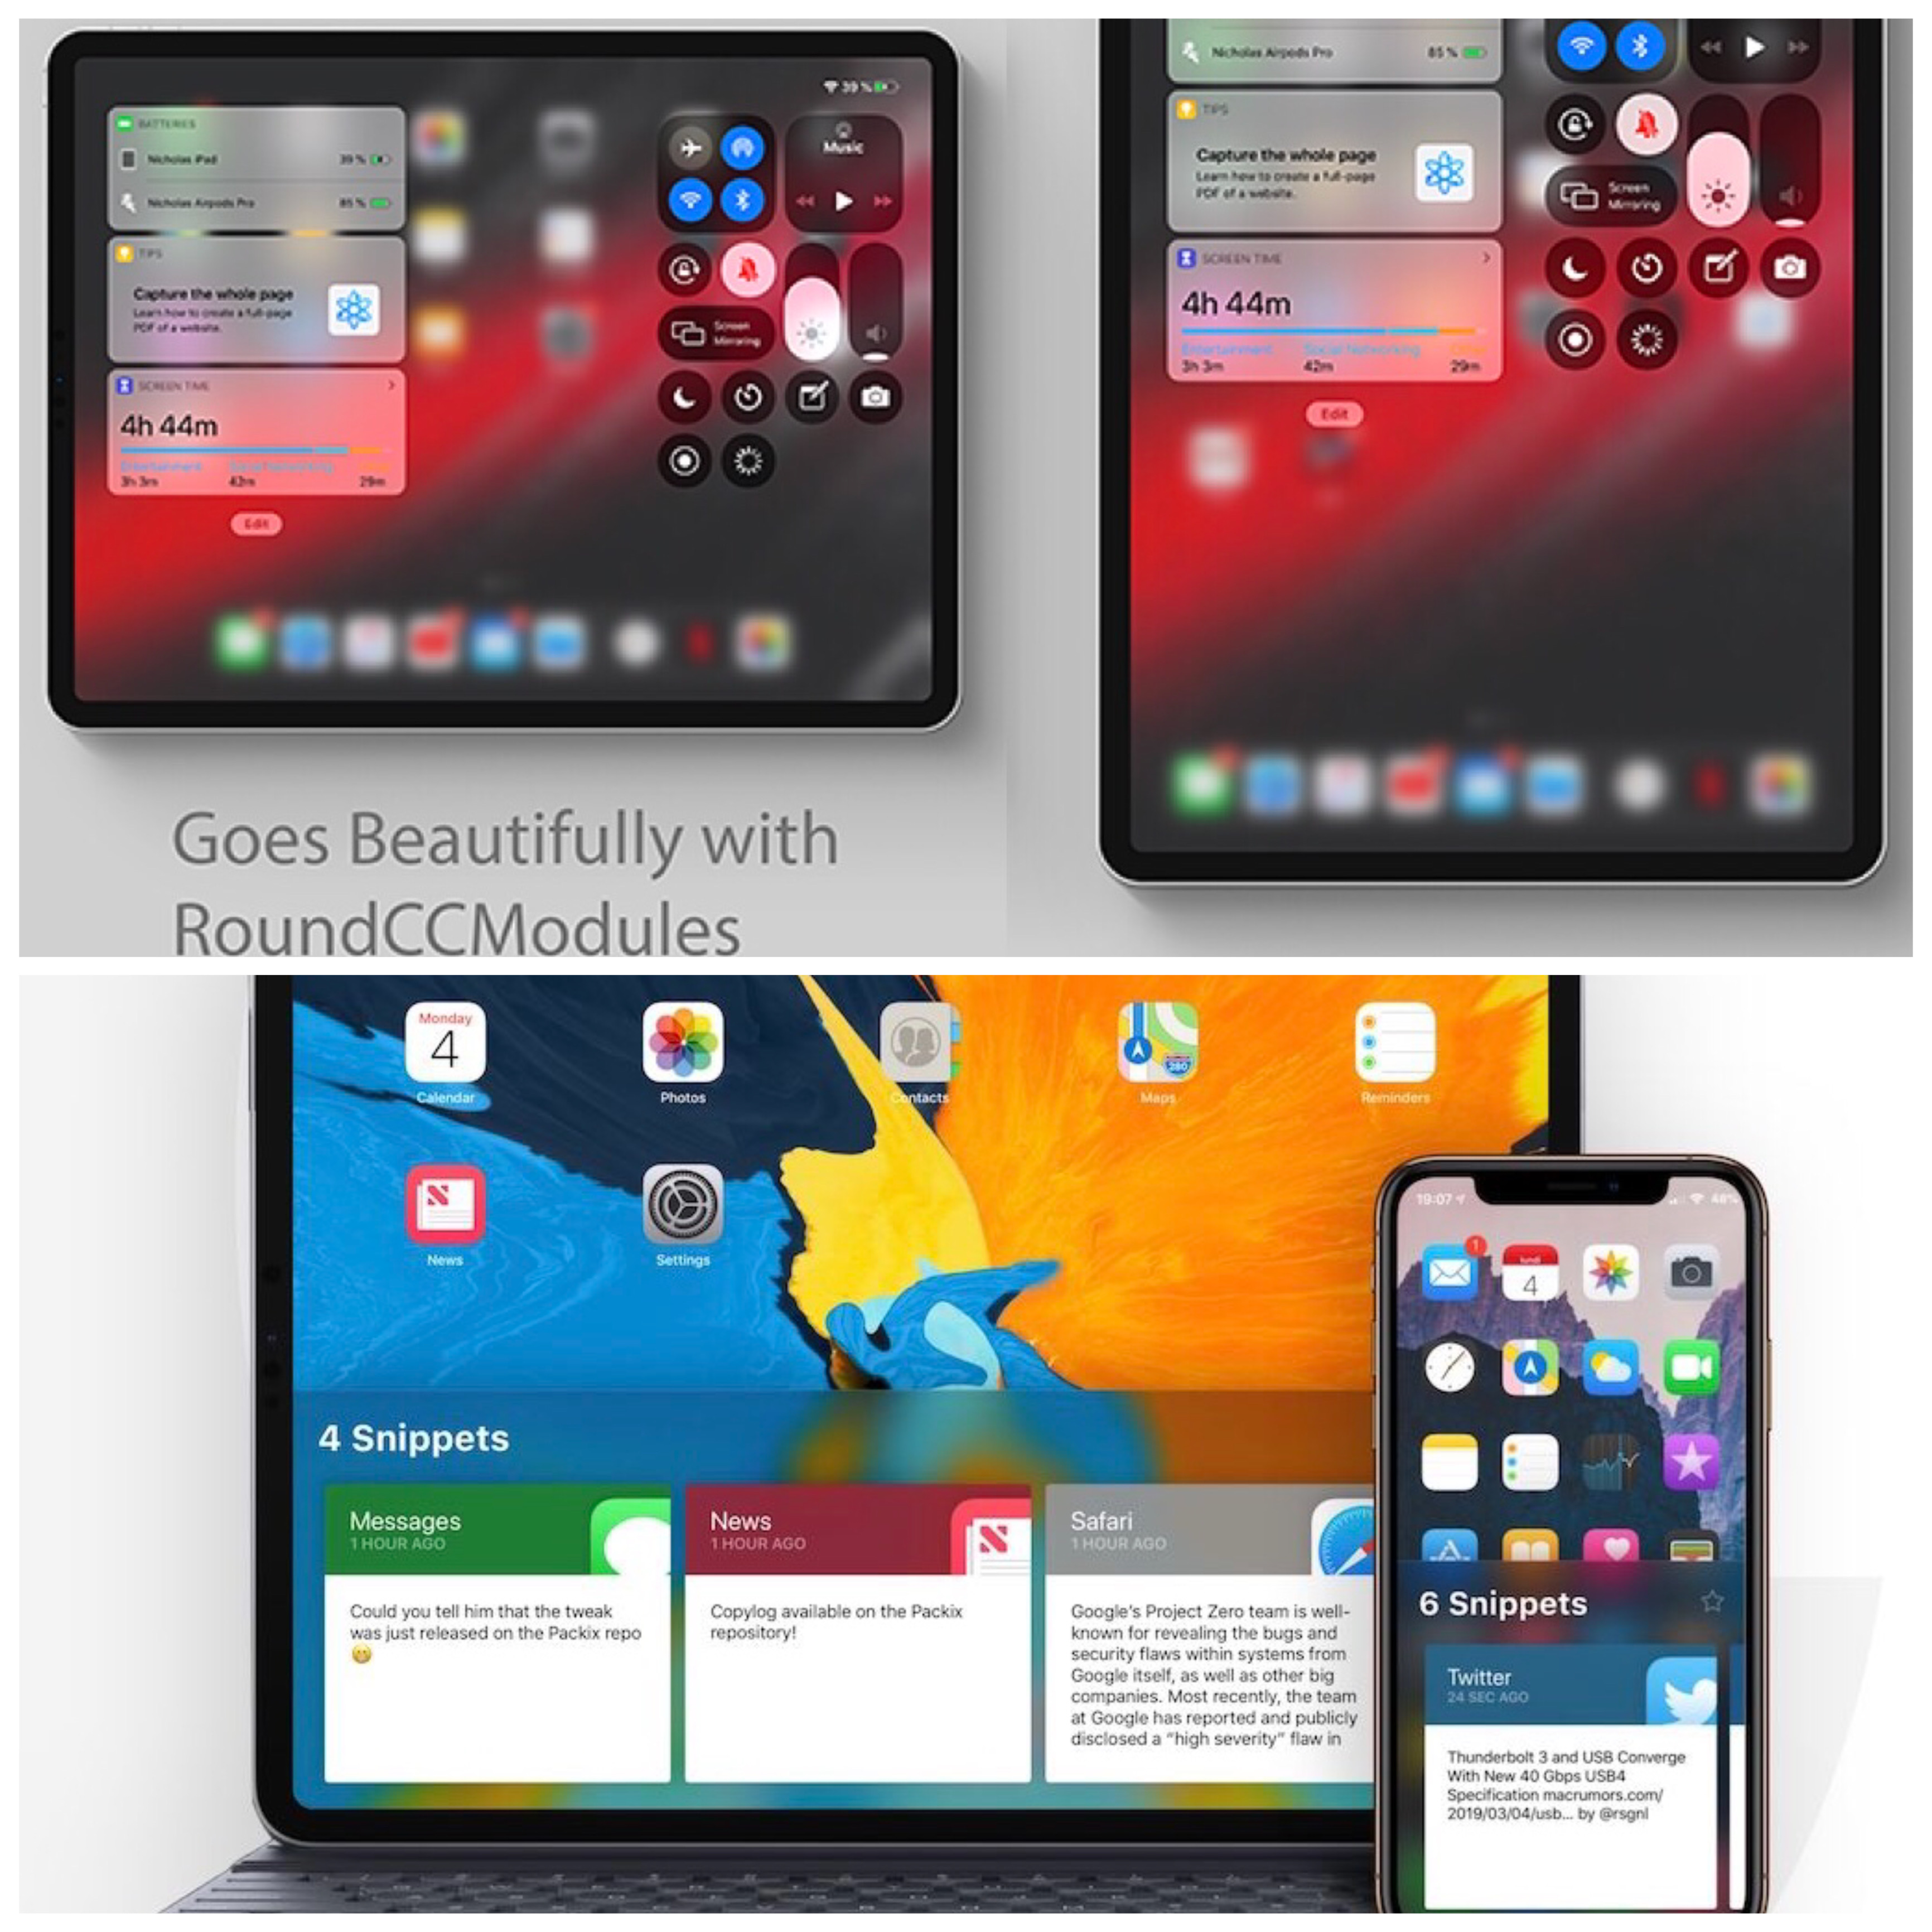 39 %
BATTERIES
Nicholas iPad 39 %
Nicholas Airpods Pro 85 %
TIPS
Capture the whole page
Learn how to create a full-page
PDF of a website.
SCREEN TIME
4h 44m
Entertainment Social Networking
3h 3m 42m 29m
Edit
Music
Screen
Mirroring
Goes Beautifully with
RoundCCModules
Nicholas Airpods Pro 85 %
TIPS
Capture the whole page
Learn how to create a full-page
PDF of a website.
SCREEN TIME
4h 44m
Entertainment Social Networking
3h 3m 42m 29m
Edit
Screen
Mirroring
Monday
4
Calendar
Photos
Contacts
280
Maps
Reminders
News
Settings
4 Snippets
Messages
1 HOUR AGO
Could you tell him that the tweak
was just released on the Packix repo
News
1 HOUR AGO
Copylog available on the Packix
repository!
Safari
1 HOUR AGO
Google's Project Zero team is well-
known for revealing the bugs and
security flaws within systems from
Google itself, as well as other big
companies. Most recently, the team
at Google has reported and publicly
disclosed a "high severity" flaw in
19:07
48%
1
lundi
4
6 Snippets
Twitter
24 SEC AGO
Thunderbolt 3 and USB Converge
With New 40 Gbps USB4
Specification macrumors.com/
2019/03/04/usb... by @rsgnl